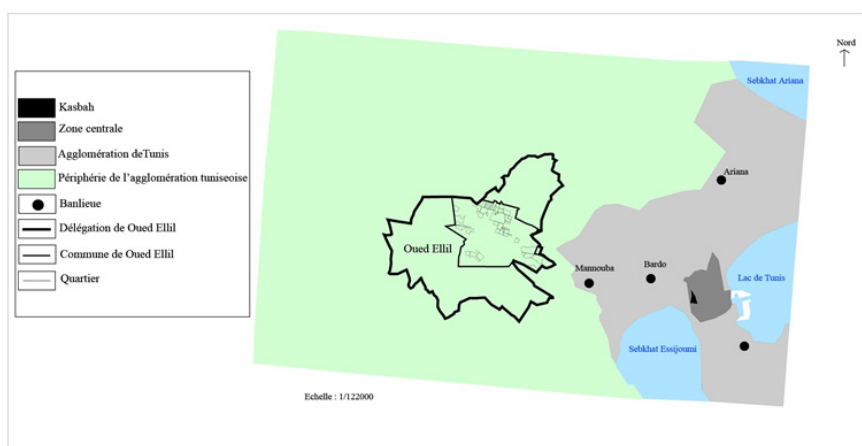 Nord
Sebkhat Ariana
Kasbah
Zone centrale
Agglomération deTunis
Périphérie de l'agglomération tuniseoise
Banlieue
Délégation de Oued Ellil
Commune de Oued Ellil
Quartier
Ariana
Oued Ellil
Mannouba
Bardo
Lac de Tunis
Sebkhat Essijoumi
Echelle : 1/122000